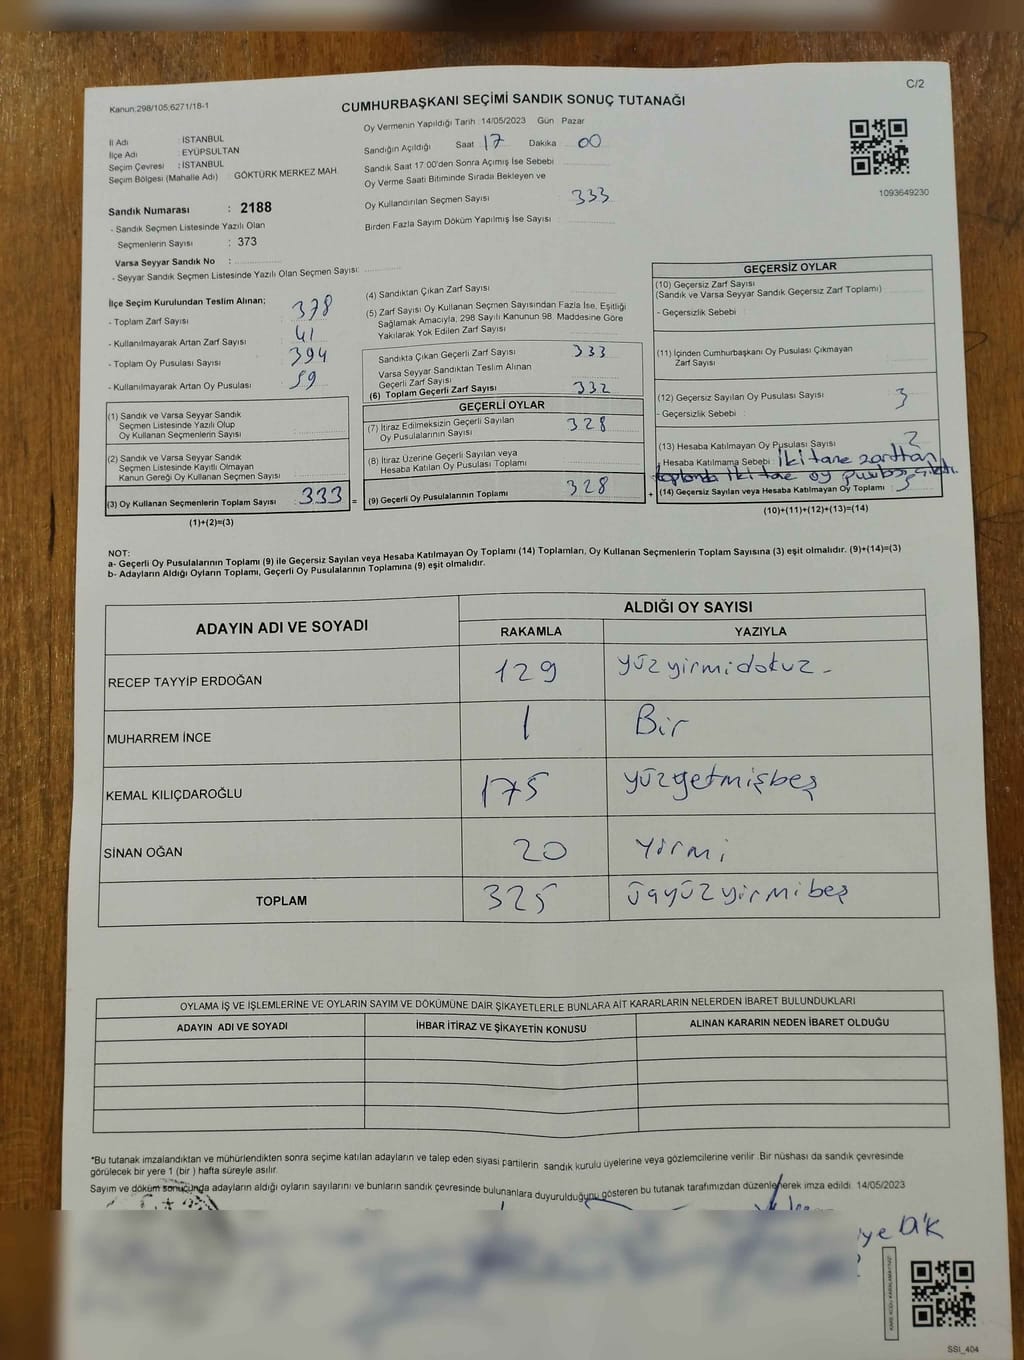 C/2
Kanun;298/105;6271/18-1
CUMHURBAŞKANI SEÇİMİ SANDIK SONUÇ TUTANAĞI
İl Adı : İSTANBUL
İlçe Adı : EYÜPSULTAN
Seçim Çevresi : İSTANBUL
Seçim Bölgesi (Mahalle Adı) : GÖKTÜRK MERKEZ MAH.
Sandık Numarası : 2188
- Sandık Seçmen Listesinde Yazılı Olan
Seçmenlerin Sayısı : 373
Varsa Seyyar Sandık No :
- Seyyar Sandık Seçmen Listesinde Yazılı Olan Seçmen Sayısı:
Oy Vermenin Yapıldığı Tarih :14/05/2023 Gün Pazar
Sandığın Açıldığı Saat : 17 Dakika 00
Sandık Saat 17:00'den Sonra Açımış İse Sebebi
Oy Verme Saati Bitiminde Sırada Bekleyen ve
Oy Kullandırılan Seçmen Sayısı 333
Birden Fazla Sayım Döküm Yapılmış İse Sayısı
1093649230
İlçe Seçim Kurulundan Teslim Alınan;
- Toplam Zarf Sayısı 378
- Kullanılmayarak Artan Zarf Sayısı 41
- Toplam Oy Pusulası Sayısı 394
- Kullanılmayarak Artan Oy Pusulası 59
(1) Sandık ve Varsa Seyyar Sandık
Seçmen Listesinde Yazılı Olup
Oy Kullanan Seçmenlerin Sayısı
(2) Sandık ve Varsa Seyyar Sandık
Seçmen Listesinde Kayıtlı Olmayan
Kanun Gereği Oy Kullanan Seçmen Sayısı
(3) Oy Kullanan Seçmenlerin Toplam Sayısı : 333 =
(1)+(2)=(3)
(4) Sandıktan Çıkan Zarf Sayısı
(5) Zarf Sayısı Oy Kullanan Seçmen Sayısından Fazla İse, Eşitliği
Sağlamak Amacıyla; 298 Sayılı Kanunun 98. Maddesine Göre
Yakılarak Yok Edilen Zarf Sayısı
Sandıkta Çıkan Geçerli Zarf Sayısı 333
Varsa Seyyar Sandıktan Teslim Alınan
Geçerli Zarf Sayısı
(6) Toplam Geçerli Zarf Sayısı 332
GEÇERLİ OYLAR
(7) İtiraz Edilmeksizin Geçerli Sayılan
Oy Pusulalarının Sayısı 328
(8) İtiraz Üzerine Geçerli Sayılan veya
Hesaba Katılan Oy Pusulası Toplamı
(9) Geçerli Oy Pusulalarının Toplamı 328 +
GEÇERSİZ OYLAR
(10) Geçersiz Zarf Sayısı
(Sandık ve Varsa Seyyar Sandık Geçersiz Zarf Toplamı)
- Geçersizlik Sebebi :
(11) İçinden Cumhurbaşkanı Oy Pusulası Çıkmayan
Zarf Sayısı
(12) Geçersiz Sayılan Oy Pusulası Sayısı 3
- Geçersizlik Sebebi :
(13) Hesaba Katılmayan Oy Pusulası Sayısı 2
Hesaba Katılmama Sebebi : İki tane zarftan
toplamda iki tane oy pusulası çıktı.
(14) Geçersiz Sayılan veya Hesaba Katılmayan Oy Toplamı :
(10)+(11)+(12)+(13)=(14)
NOT:
a- Geçerli Oy Pusulalarının Toplamı (9) ile Geçersiz Sayılan veya Hesaba Katılmayan Oy Toplamı (14) Toplamları, Oy Kullanan Seçmenlerin Toplam Sayısına (3) eşit olmalıdır. (9)+(14)=(3)
b- Adayların Aldığı Oyların Toplamı, Geçerli Oy Pusulalarının Toplamına (9) eşit olmalıdır.
ADAYIN ADI VE SOYADI ALDIĞI OY SAYISI
RAKAMLA YAZIYLA
RECEP TAYYİP ERDOĞAN 129 yüzyirmidokuz -
MUHARREM İNCE 1 Bir
KEMAL KILIÇDAROĞLU 175 yüzyetmişbeş
SİNAN OĞAN 20 yirmi
TOPLAM 325 üçyüzyirmibeş
OYLAMA İŞ VE İŞLEMLERİNE VE OYLARIN SAYIM VE DÖKÜMÜNE DAİR ŞİKAYETLERLE BUNLARA AİT KARARLARIN NELERDEN İBARET BULUNDUKLARI
ADAYIN ADI VE SOYADI İHBAR İTİRAZ VE ŞİKAYETİN KONUSU ALINAN KARARIN NEDEN İBARET OLDUĞU
*Bu tutanak imzalandıktan ve mühürlendikten sonra seçime katılan adayların ve talep eden siyasi partilerin sandık kurulu üyelerine veya gözlemcilerine verilir. Bir nüshası da sandık çevresinde
görülecek bir yere 1 (bir ) hafta süreyle asılır.
Sayım ve döküm sonucunda adayların aldığı oyların sayılarını ve bunların sandık çevresinde bulunanlara duyurulduğunu gösteren bu tutanak tarafımızdan düzenlenerek imza edildi 14/05/2023
SSİ_404